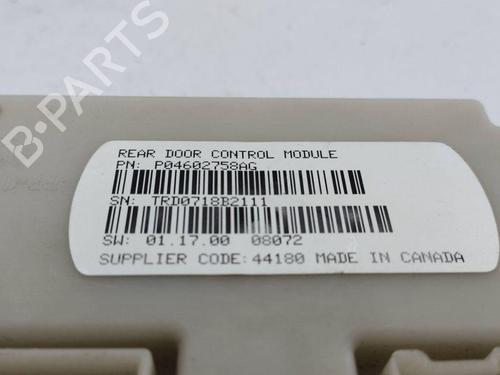 REAR DOOR CONTROL MODULE
PN: P04602758AG
SN: TRD0718B2111
SW: 01.17.00 08072
SUPPLIER CODE: 44180 MADE IN CANADA
B-PARTS